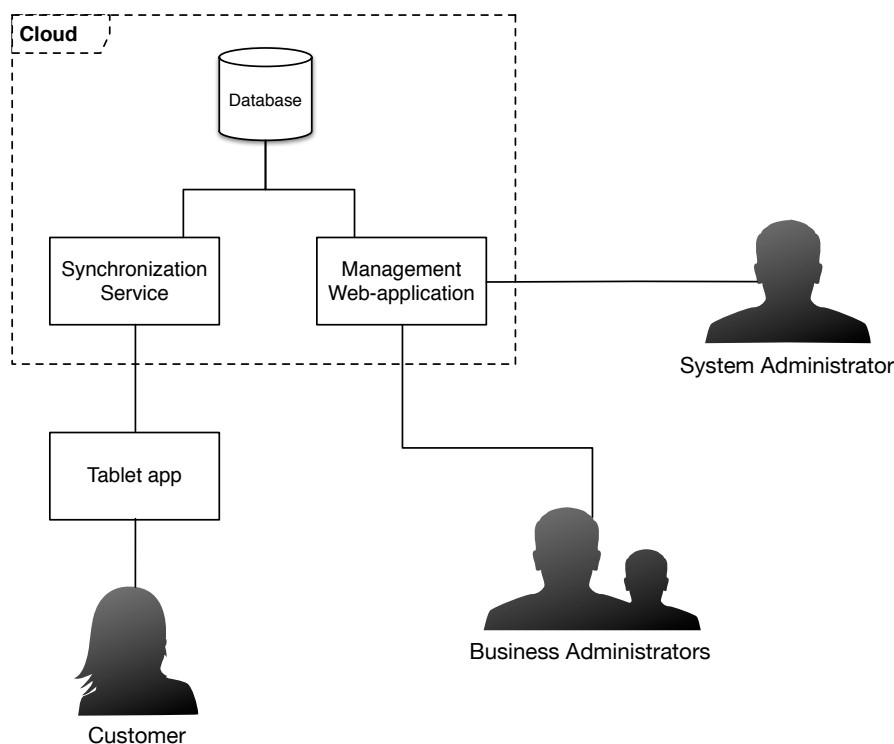 Cloud
Database
Synchronization
Service
Management
Web-application
System Administrator
Tablet app
Business Administrators
Customer